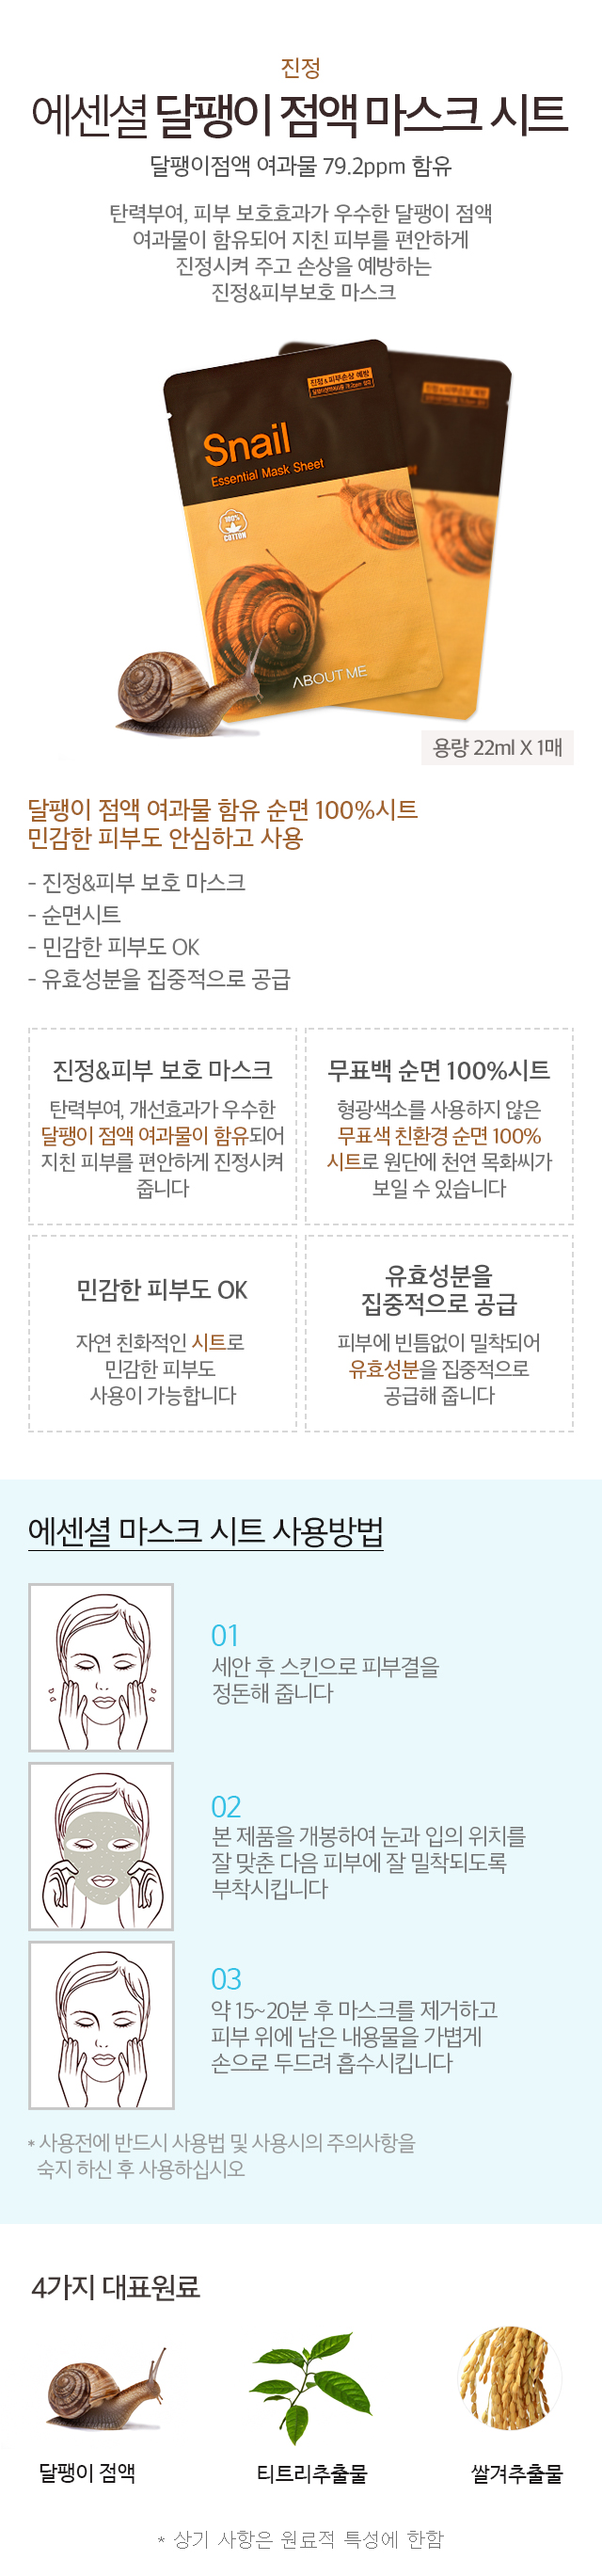 진정
에센셜 달팽이 점액 마스크 시트
달팽이점액 여과물 79.2ppm 함유
탄력부여, 피부 보호효과가 우수한 달팽이 점액
여과물이 함유되어 지친 피부를 편안하게
진정시켜 주고 손상을 예방하는
진정&피부보호 마스크
진정&피부손상 예방
Snail
Essential Mask Sheet
100%
COTTON
ABOUT ME
용량 22ml X 1매
달팽이 점액 여과물 함유 순면 100%시트
민감한 피부도 안심하고 사용
- 진정&피부 보호 마스크
- 순면시트
- 민감한 피부도 OK
- 유효성분을 집중적으로 공급
진정&피부 보호 마스크
탄력부여, 개선효과가 우수한
달팽이 점액 여과물이 함유되어
지친 피부를 편안하게 진정시켜
줍니다
무표백 순면 100%시트
형광색소를 사용하지 않은
무표색 친환경 순면 100%
시트로 원단에 천연 목화씨가
보일 수 있습니다
민감한 피부도 OK
자연 친화적인 시트로
민감한 피부도
사용이 가능합니다
유효성분을
집중적으로 공급
피부에 빈틈없이 밀착되어
유효성분을 집중적으로
공급해 줍니다
에센셜 마스크 시트 사용방법
01
세안 후 스킨으로 피부결을
정돈해 줍니다
02
본 제품을 개봉하여 눈과 입의 위치를
잘 맞춘 다음 피부에 잘 밀착되도록
부착시킵니다
03
약 15~20분 후 마스크를 제거하고
피부 위에 남은 내용물을 가볍게
손으로 두드려 흡수시킵니다
* 사용전에 반드시 사용법 및 사용시의 주의사항을
숙지 하신 후 사용하십시오
4가지 대표원료
달팽이 점액
티트리추출물
쌀겨추출물
* 상기 사항은 원료적 특성에 한함